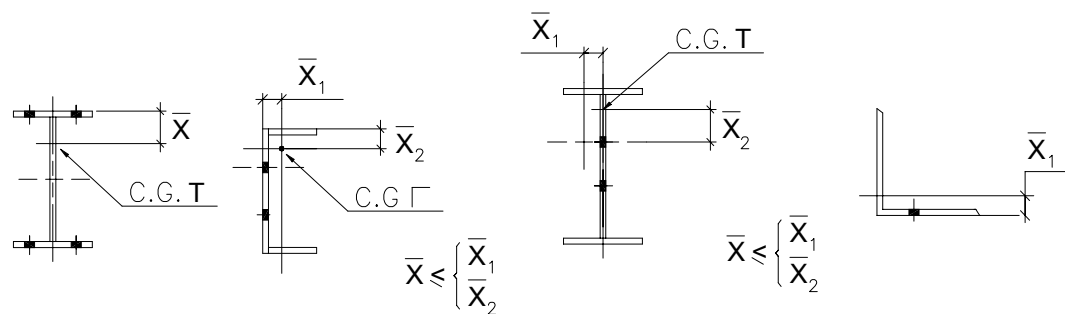 X̄
C.G. T
X̄₁
X̄₂
C.G Γ
X̄ ≤ { X̄₁
X̄₂
X̄₁
C.G. T
X̄₂
X̄ ≤ { X̄₁
X̄₂
X̄₁